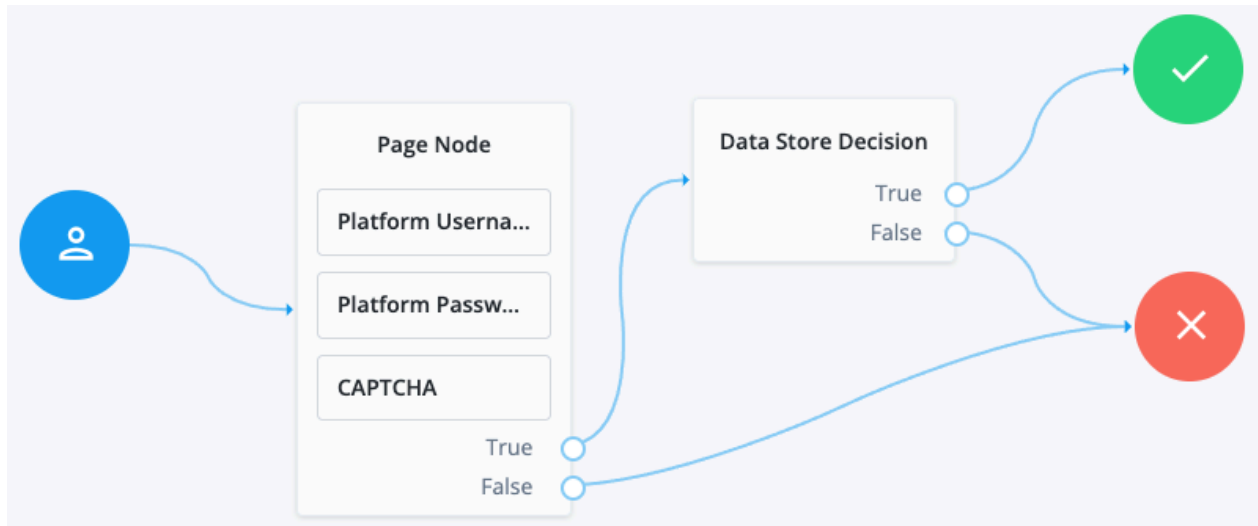 Page Node
Platform Userna...
Platform Passw...
CAPTCHA
True
False
Data Store Decision
True
False